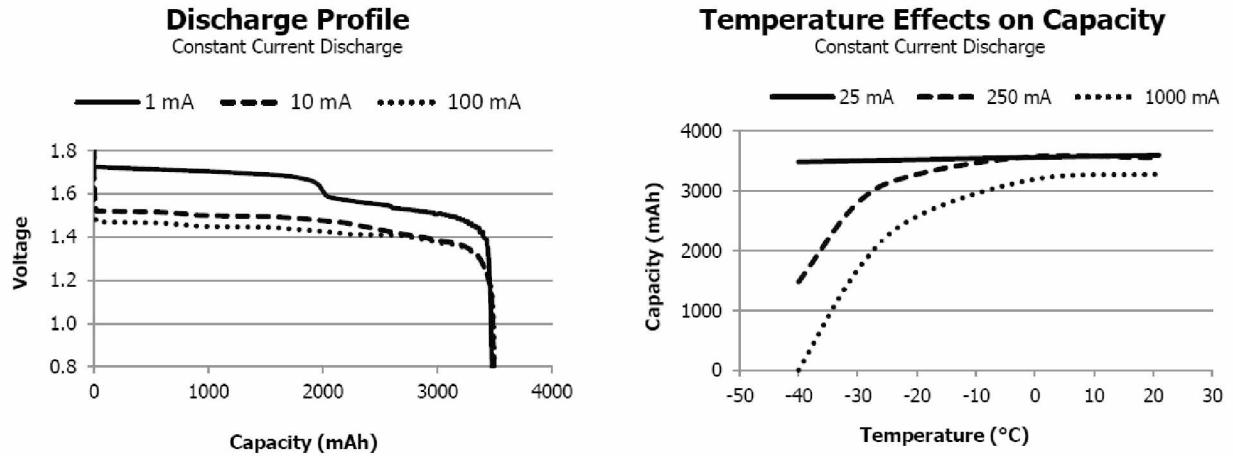 Discharge Profile
Constant Current Discharge
1 mA 10 mA 100 mA
1.8
1.6
1.4
1.2
1.0
0.8
Voltage
0 1000 2000 3000 4000
Capacity (mAh)
Temperature Effects on Capacity
Constant Current Discharge
25 mA 250 mA 1000 mA
4000
3000
2000
1000
0
Capacity (mAh)
-50 -40 -30 -20 -10 0 10 20 30
Temperature (°C)